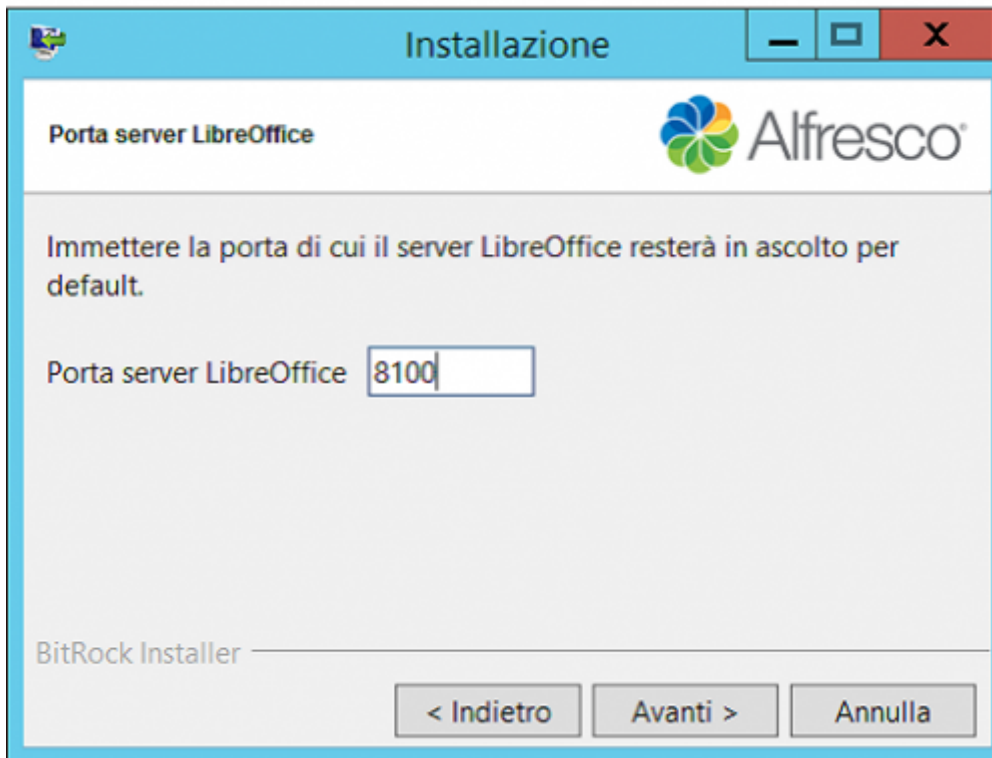 Installazione
Porta server LibreOffice
Alfresco
Immettere la porta di cui il server LibreOffice resterà in ascolto per
default.
Porta server LibreOffice 8100
BitRock Installer
< Indietro Avanti > Annulla